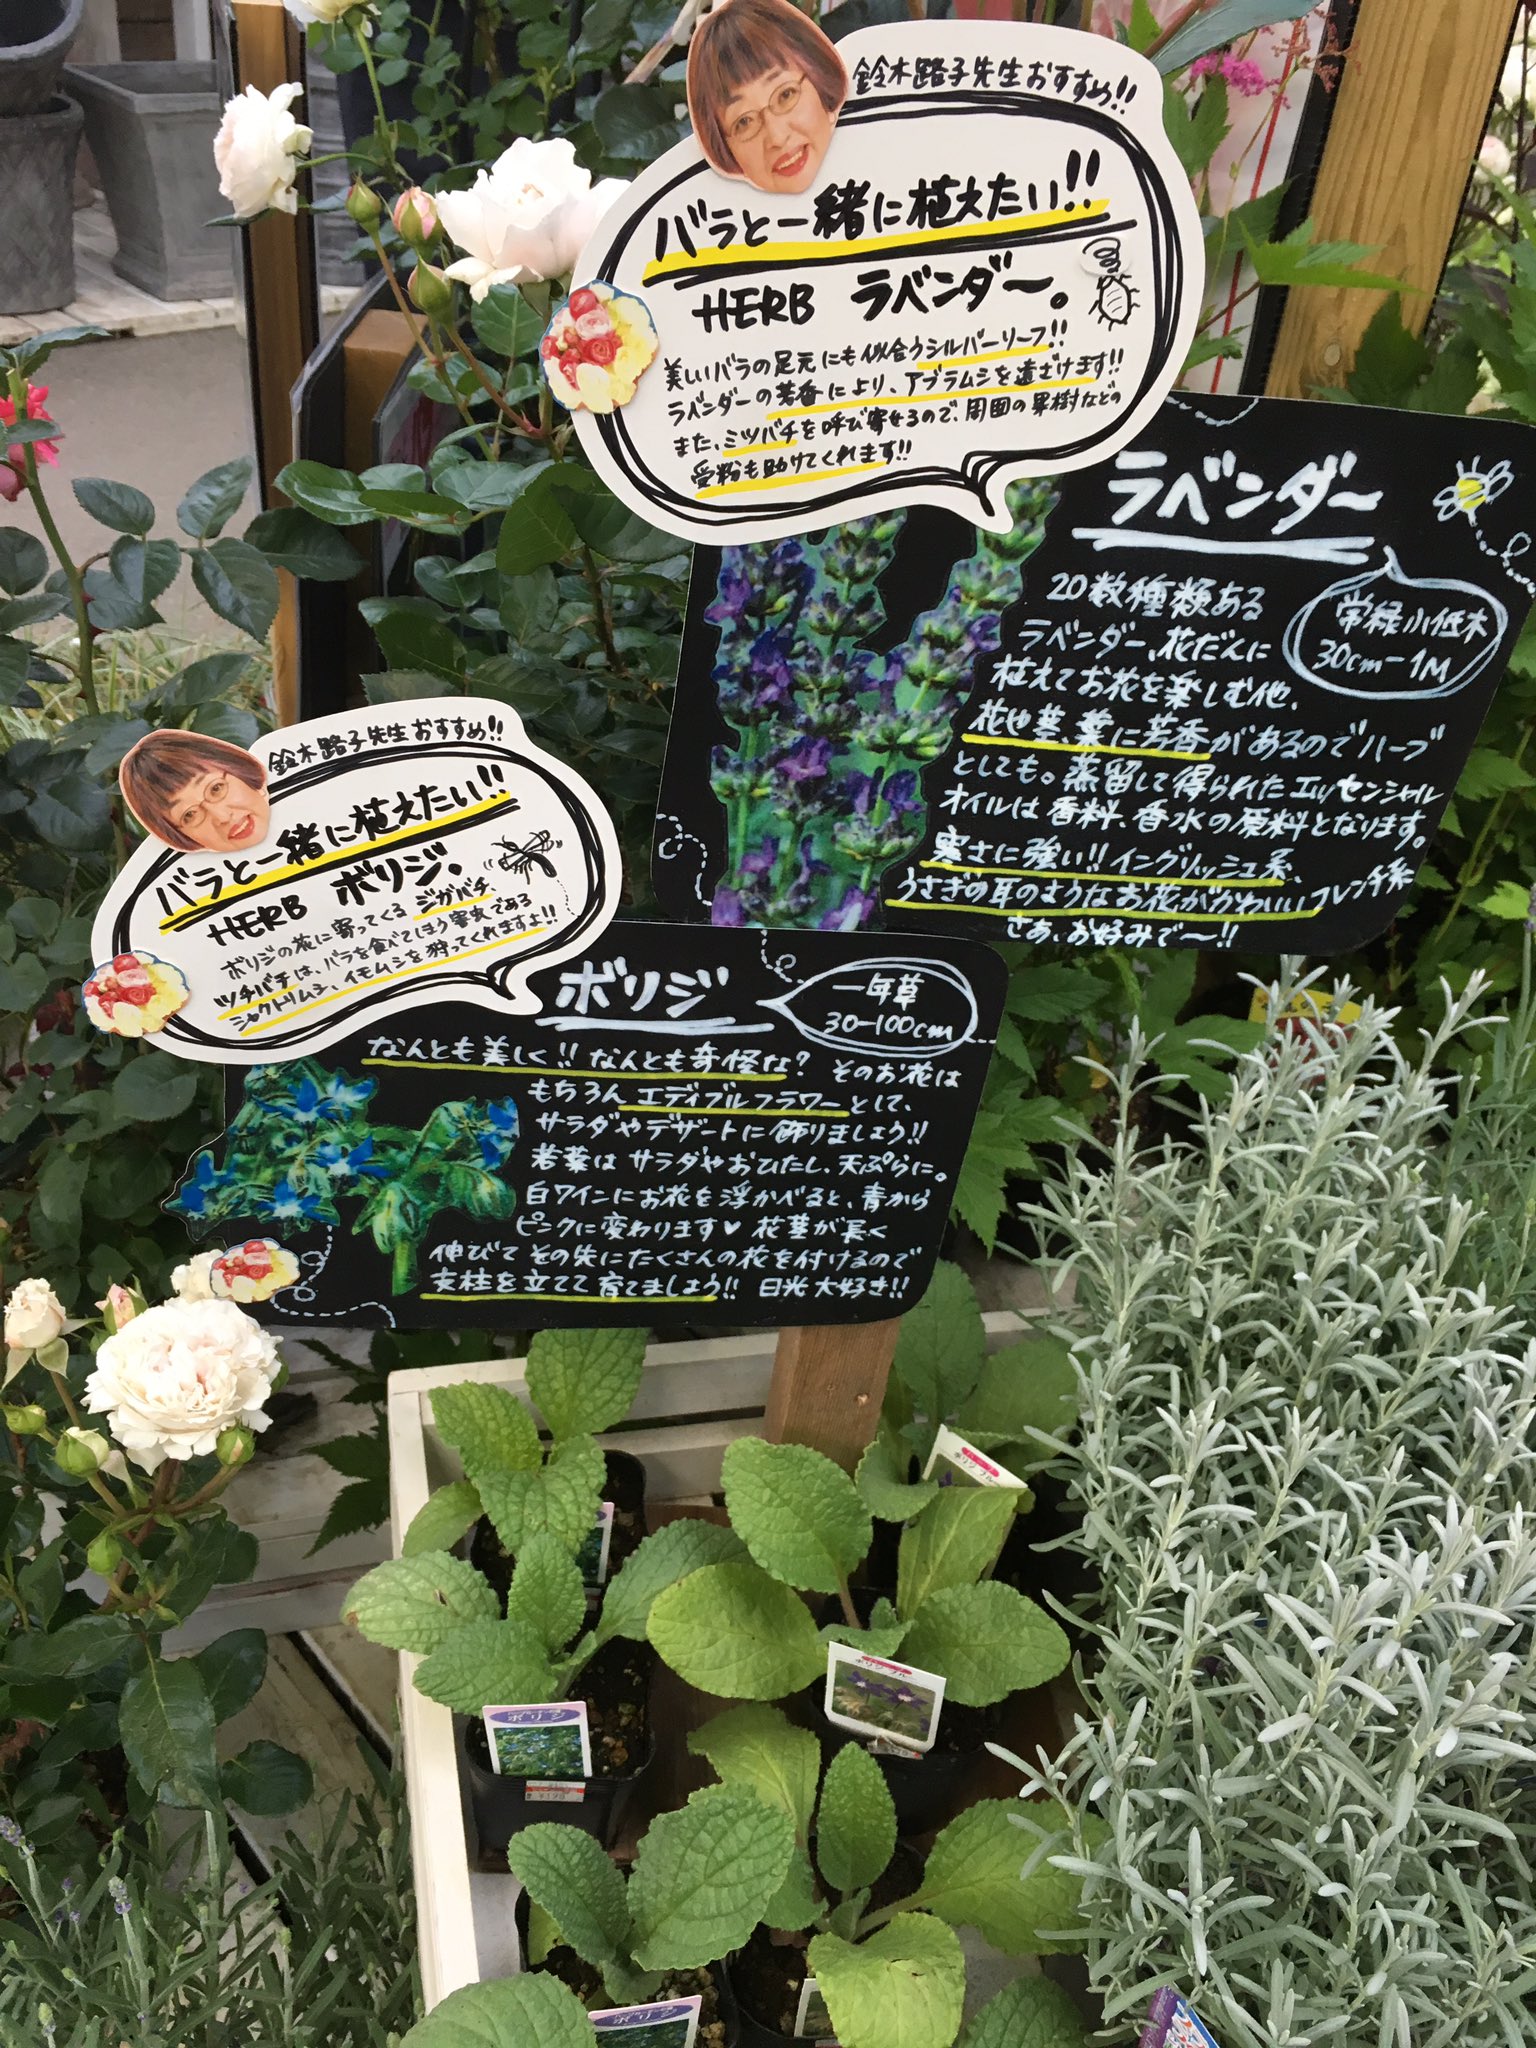 鈴木路子先生おすすめ!!
バラと一緒に植えたい!!
HERB ラベンダ〜。
美しいバラの足元にも似合うシルバーリーフ!!
ラベンダーの芳香により、アブラムシを遠ざけます!!
また、ミツバチを呼び寄せるので、周囲の果樹などの
受粉も助けてくれます!!
ラベンダ〜
常緑小低木
30cm-1M
20数種類ある
ラベンダー、花だんに
植えてお花を楽しむ他、
花や茎、葉に芳香があるのでハーブ
としても。蒸留して得られたエッセンシャル
オイルは香料、香水の原料となります。
寒さに強い!!イングリッシュ系、
うさぎの耳のようなお花がかわいいフレンチ系
さあ、お好みで〜!!
鈴木路子先生おすすめ!!
バラと一緒に植えたい!!
HERB ボリジ。
ボリジの花に寄ってくるジガバチ、
ツチバチは、バラを食べてしまう害虫である
シャクトリムシ、イモムシを狩ってくれますよ!!
ボリジ
一年草
30-100cm
なんとも美しく!!なんとも奇怪な? そのお花は
もちろんエディブルフラワーとして、
サラダやデザートに飾りましょう!!
若葉はサラダやおひたし、天ぷらに。
白ワインにお花を浮かべると、青から
ピンクに変わります♥ 花茎が長く
伸びてその先にたくさんの花を付けるので
支柱を立てて育てましょう!! 日光大好き!!
ボリジ ブルー
ボリジ ブルー
ボリジ
¥198
ボリジ